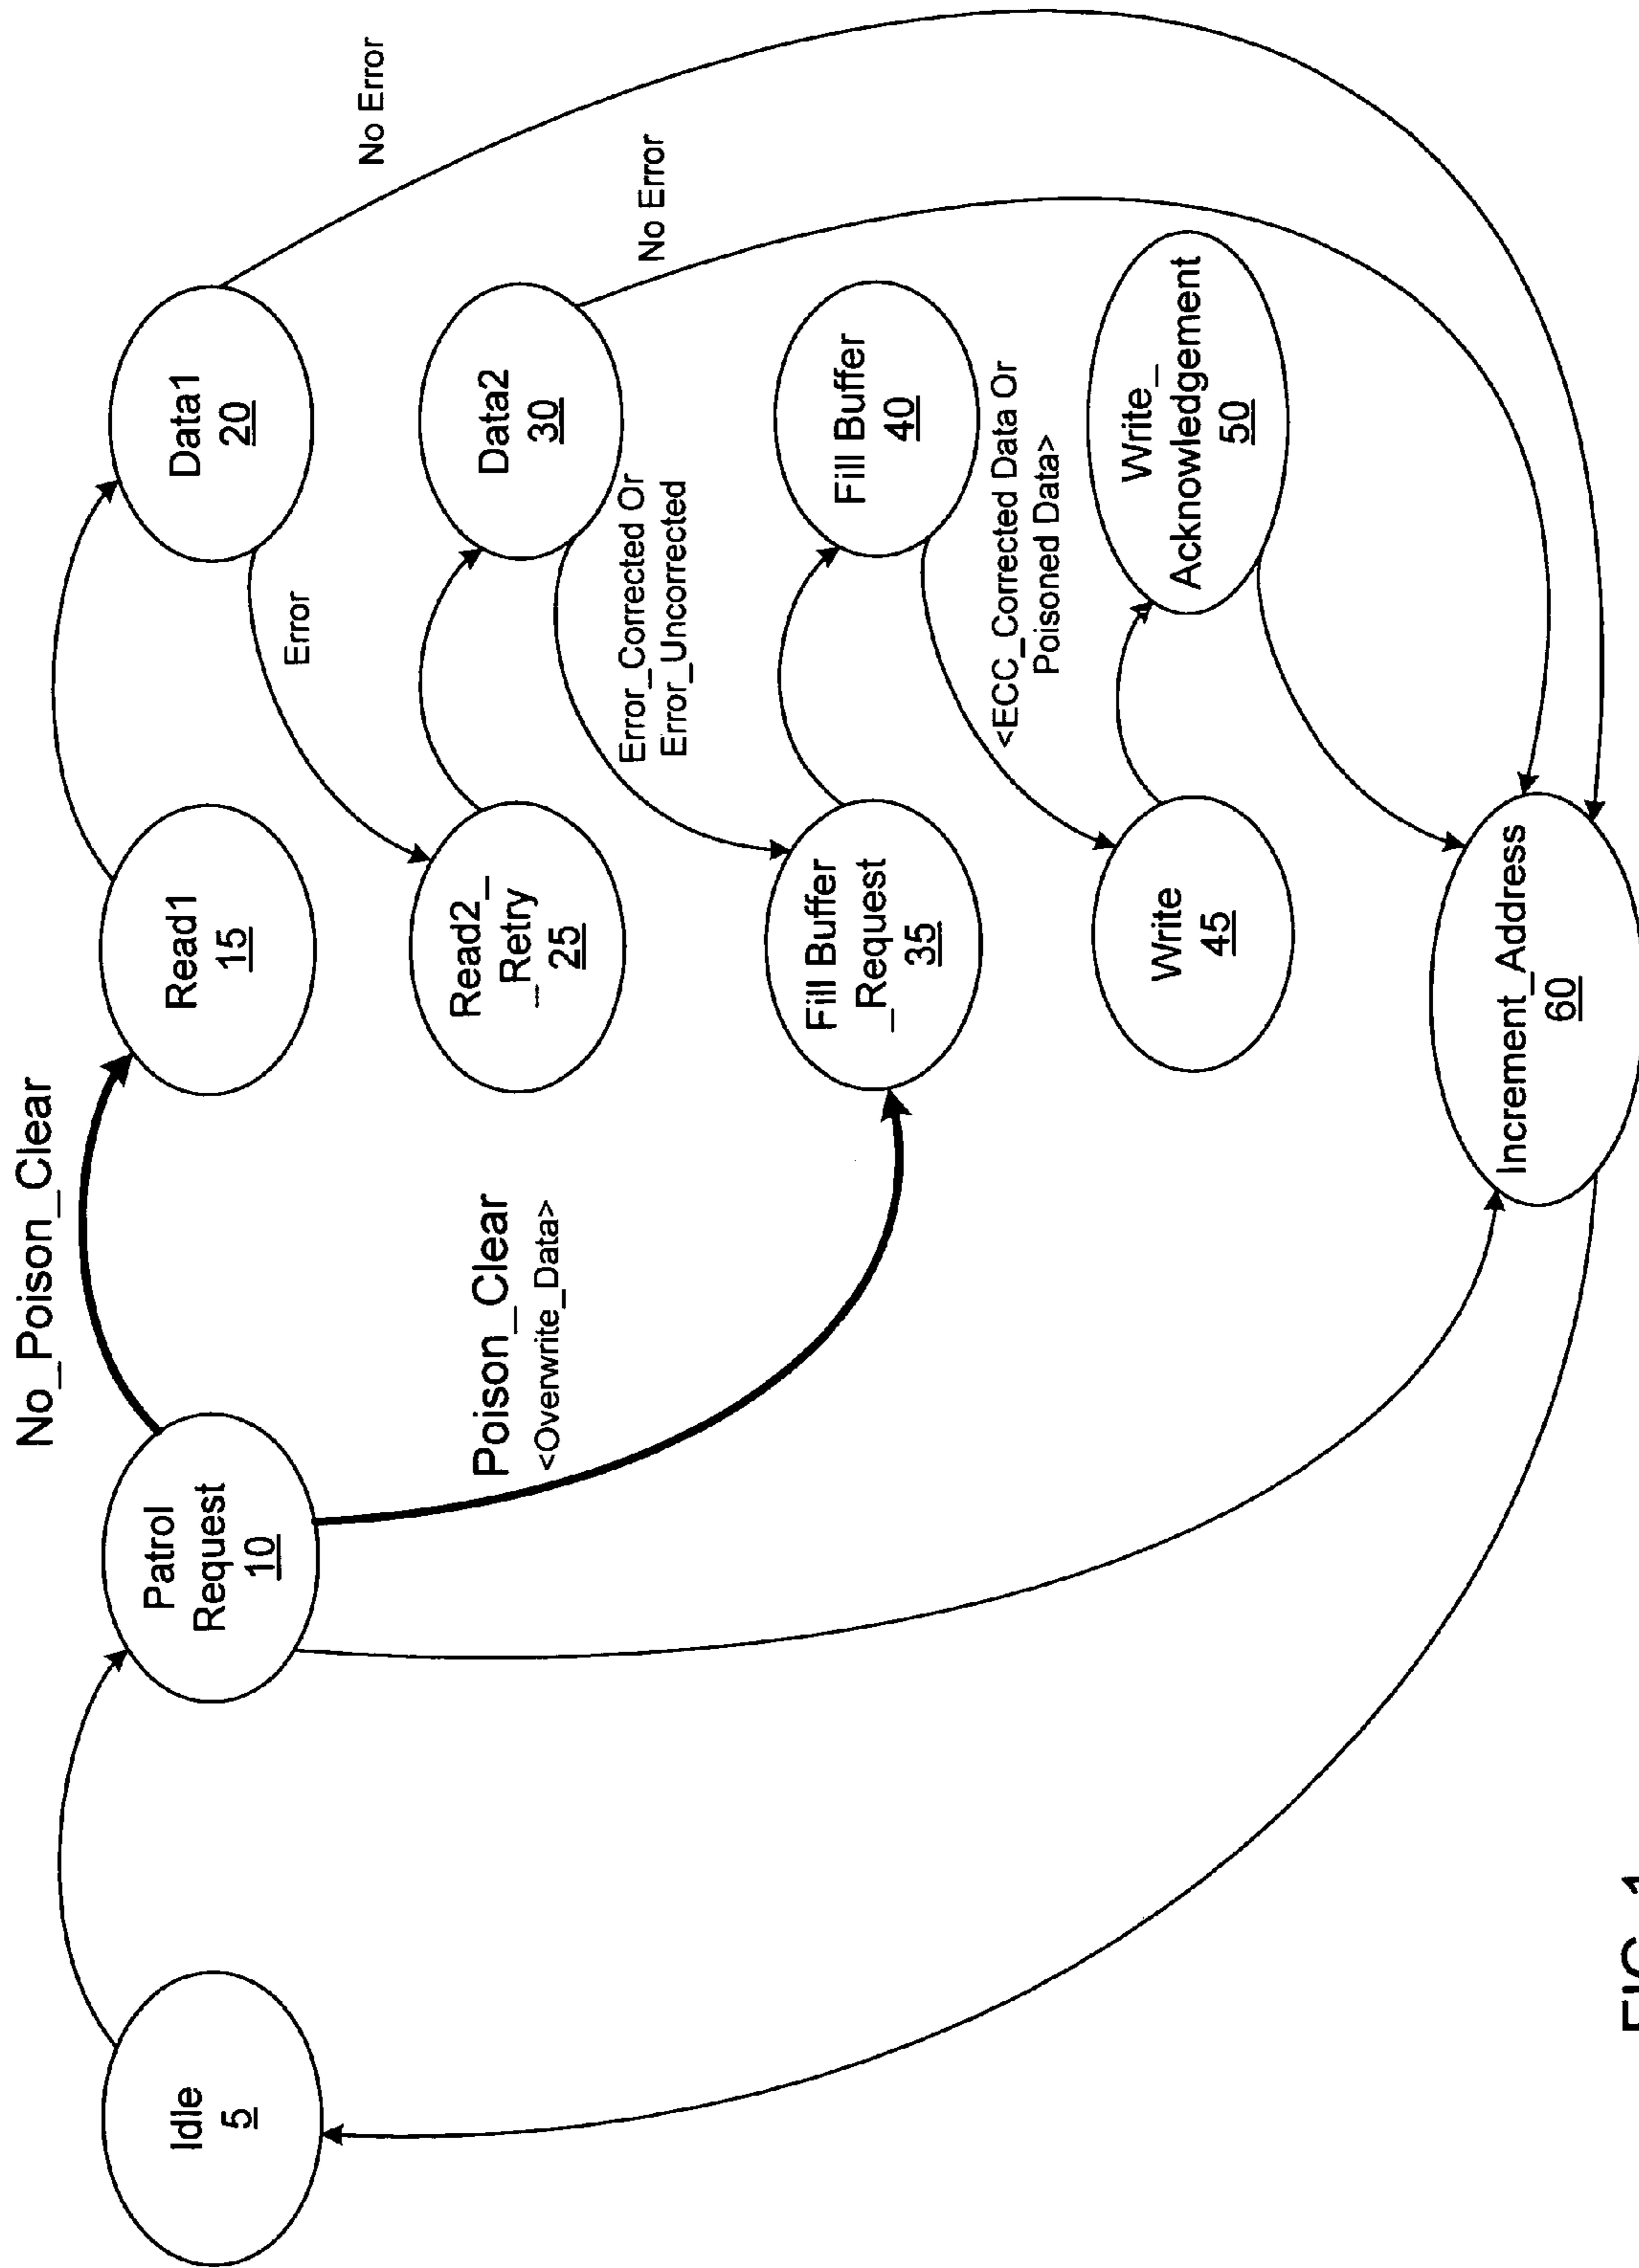 No_Poison_Clear
Idle
5
Patrol
Request
10
Read1
15
Data1
20
No Error
Error
Read2_
_Retry
25
Data2
30
No Error
Poison_Clear
<Overwrite_Data>
Error_Corrected Or
Error_Uncorrected
Fill Buffer
_Request
35
Fill Buffer
40
<ECC_Corrected Data Or
Poisoned Data>
Write
45
Write_
Acknowledgement
50
Increment_Address
60
FIG. 1